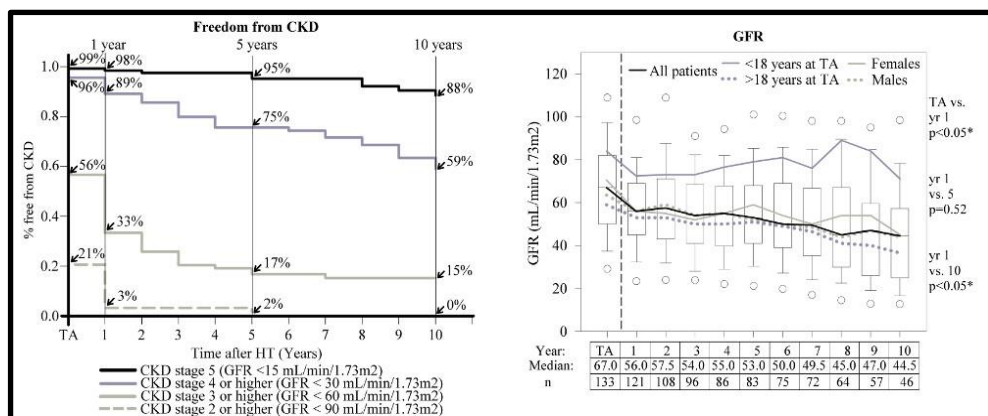 Freedom from CKD
1 year
5 years
10 years
99%
98%
95%
88%
96%
89%
75%
59%
56%
33%
17%
15%
21%
3%
2%
0%
1.0
0.8
0.6
0.4
0.2
0.0
% free from CKD
TA 1 2 3 4 5 6 7 8 9 10
Time after HT (Years)
CKD stage 5 (GFR <15 mL/min/1.73m2)
CKD stage 4 or higher (GFR < 30 mL/min/1.73m2)
CKD stage 3 or higher (GFR < 60 mL/min/1.73m2)
CKD stage 2 or higher (GFR < 90 mL/min/1.73m2)
GFR
All patients
<18 years at TA
>18 years at TA
Females
Males
120
100
80
60
40
20
0
GFR (mL/min/1.73m2)
TA vs.
yr 1
p<0.05*
yr 1
vs. 5
p=0.52
yr 1
vs. 10
p<0.05*
Year: TA 1 2 3 4 5 6 7 8 9 10
Median: 67.0 56.0 57.5 54.0 55.0 53.0 50.0 49.5 45.0 47.0 44.5
n 133 121 108 96 86 83 75 72 64 57 46